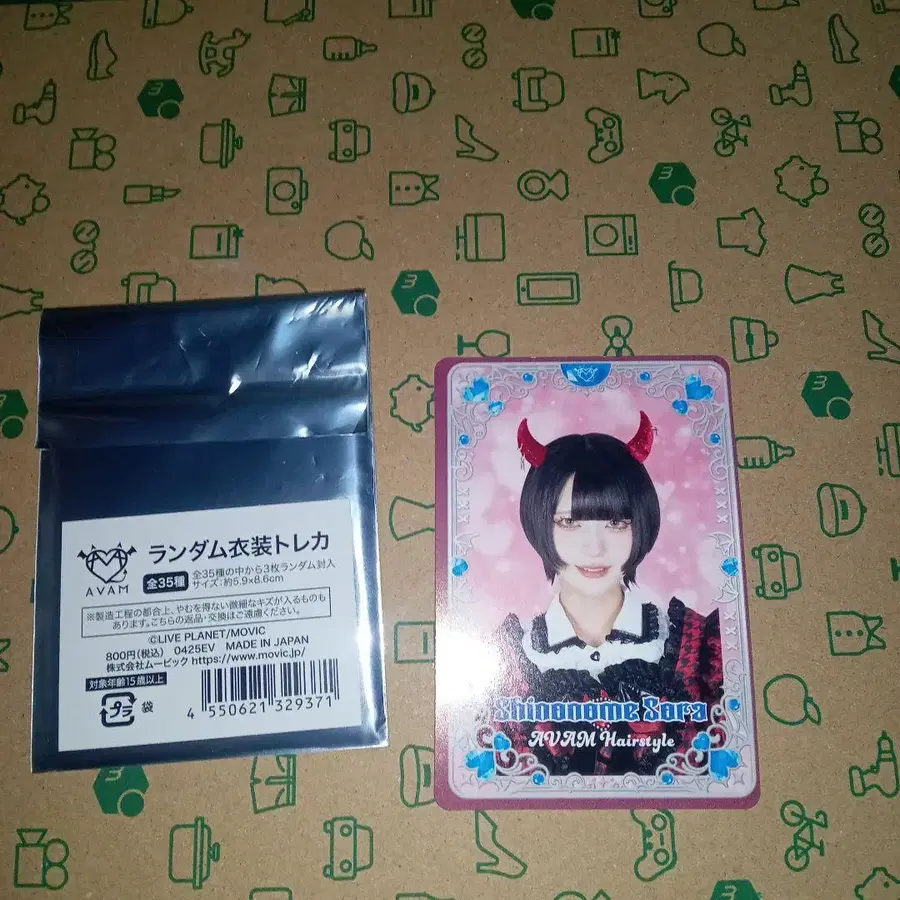 ランダム衣装トレカ
AVAM
全35種
全35種の中から3枚ランダム封入
サイズ:約5.9×8.6cm
※製造工程の都合上、やむを得ない微細なキズが入るものも
あります。こちらの返品・交換はご遠慮ください。
©LIVE PLANET/MOVIC
800円(税込) 0425EV MADE IN JAPAN
株式会社ムービック https://www.movic.jp/
対象年齢15歳以上
プラ 袋
4 550621 329371
Shinonome Sora
AVAM Hairstyle